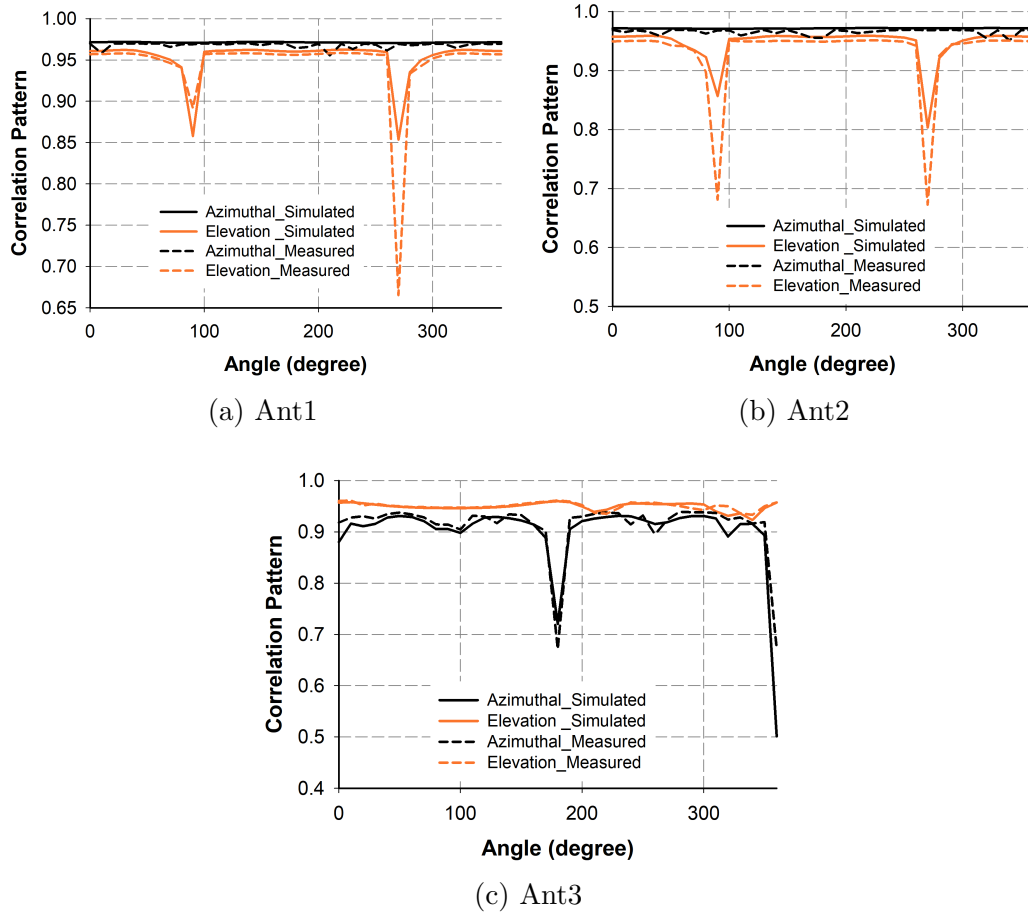 1.00
0.95
0.90
0.85
0.80
0.75
0.70
0.65
Correlation Pattern
Azimuthal_Simulated
Elevation _Simulated
Azimuthal_Measured
Elevation_Measured
0 100 200 300
Angle (degree)
(a) Ant1
1.0
0.9
0.8
0.7
0.6
0.5
Correlation Pattern
Azimuthal_Simulated
Elevation _Simulated
Azimuthal_Measured
Elevation_Measured
0 100 200 300
Angle (degree)
(b) Ant2
1.0
0.9
0.8
0.7
0.6
0.5
0.4
Correlation Pattern
Azimuthal_Simulated
Elevation _Simulated
Azimuthal_Measured
Elevation_Measured
0 100 200 300
Angle (degree)
(c) Ant3